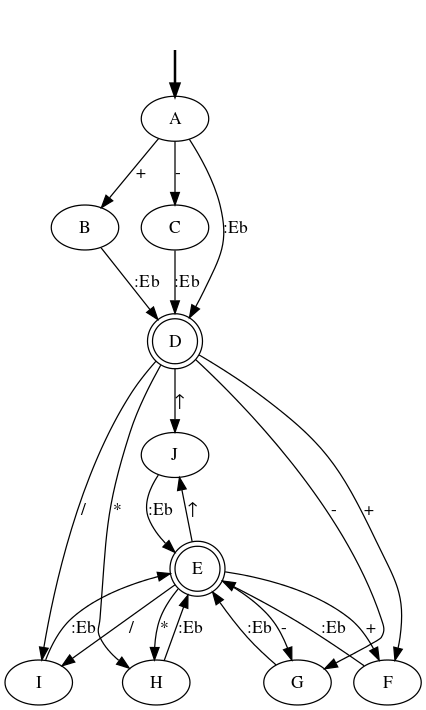 A
+ - :Eb
B C
:Eb :Eb
D
↑
J
/ * :Eb ↑ - +
E
:Eb / * :Eb :Eb - :Eb +
I H G F